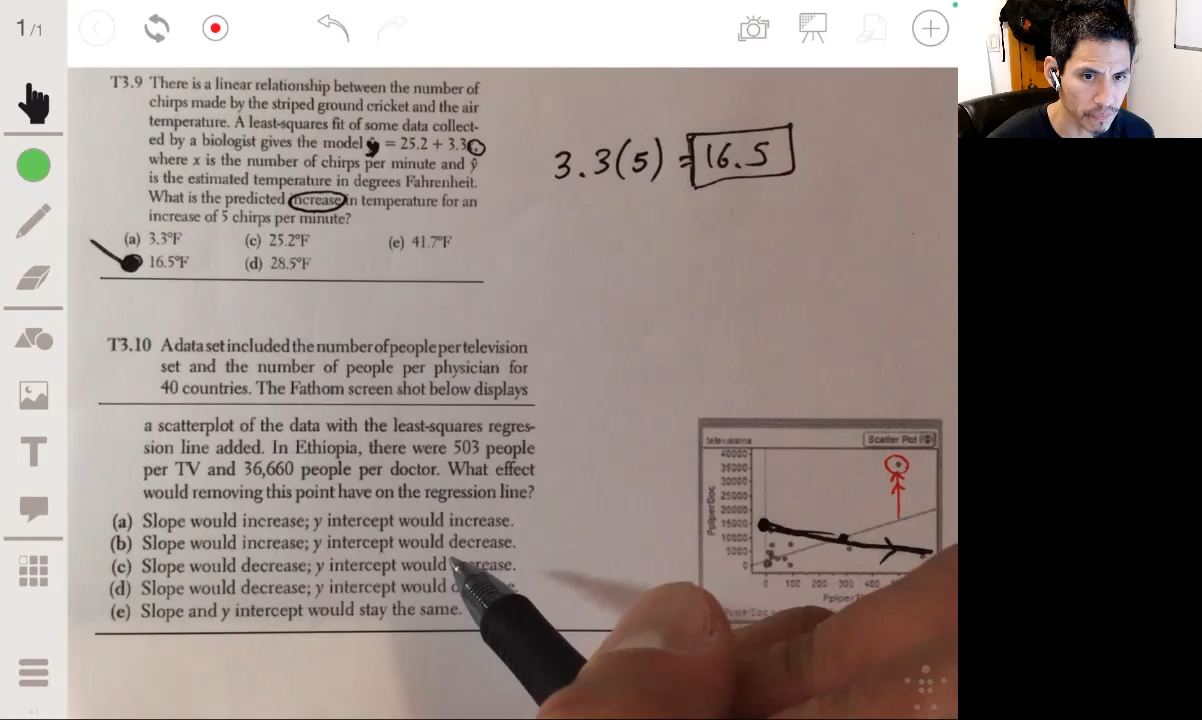 1/1
T3.9 There is a linear relationship between the number of
chirps made by the striped ground cricket and the air
temperature. A least-squares fit of some data collect-
ed by a biologist gives the model ŷ = 25.2 + 3.3
where x is the number of chirps per minute and ŷ
is the estimated temperature in degrees Fahrenheit.
What is the predicted increase in temperature for an
increase of 5 chirps per minute?
(a) 3.3°F (c) 25.2°F (e) 41.7°F
16.5°F (d) 28.5°F
3.3(5) = 16.5
T3.10 A data set included the number of people per television
set and the number of people per physician for
40 countries. The Fathom screen shot below displays
a scatterplot of the data with the least-squares regres-
sion line added. In Ethiopia, there were 503 people
per TV and 36,660 people per doctor. What effect
would removing this point have on the regression line?
(a) Slope would increase; y intercept would increase.
(b) Slope would increase; y intercept would decrease.
(c) Slope would decrease; y intercept would
(d) Slope would decrease; y intercept would
(e) Slope and y intercept would stay the same.
televisions Scatter Plot
PplperDoc
40000
35000
30000
25000
20000
15000
10000
5000
0
0 100 200 300 400
T